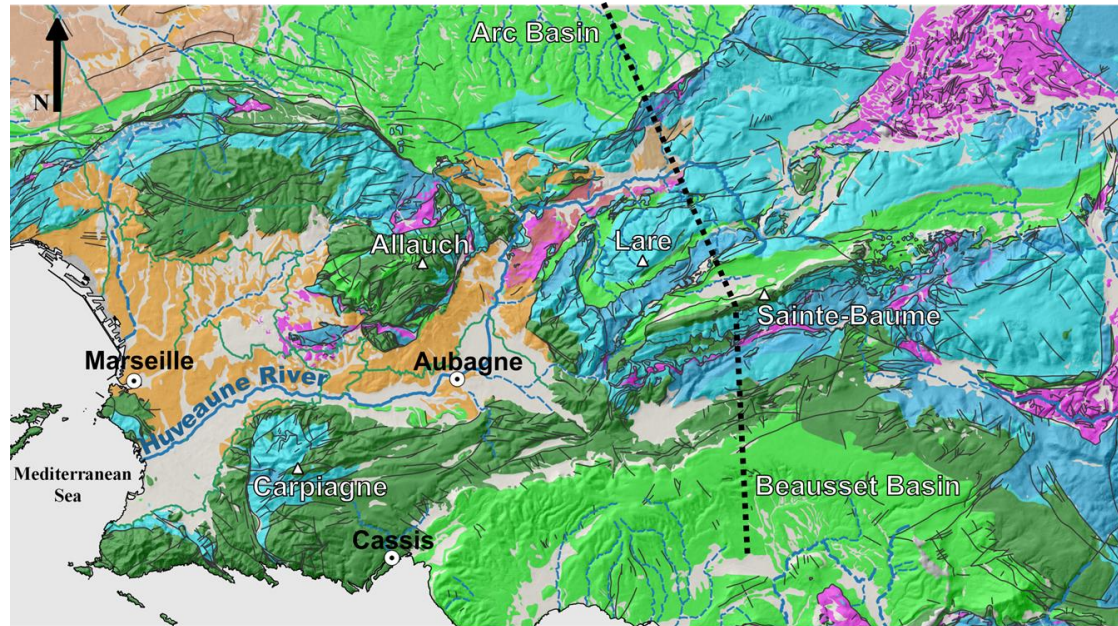 Arc Basin
N
Allauch
Lare
Sainte-Baume
Marseille
Aubagne
Huveaune River
Mediterranean
Sea
Carpiagne
Beausset Basin
Cassis